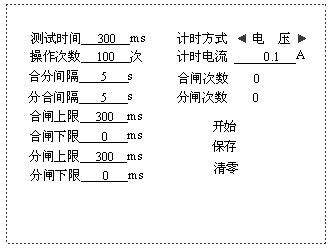 测试时间 300 ms 计时方式 ◀ 电 压 ▶
操作次数 100 次 计时电流 0.1 A
合分间隔 5 s 合闸次数 0
分合间隔 5 s 分闸次数 0
合闸上限 300 ms
合闸下限 0 ms
分闸上限 300 ms
分闸下限 0 ms
开始
保存
清零